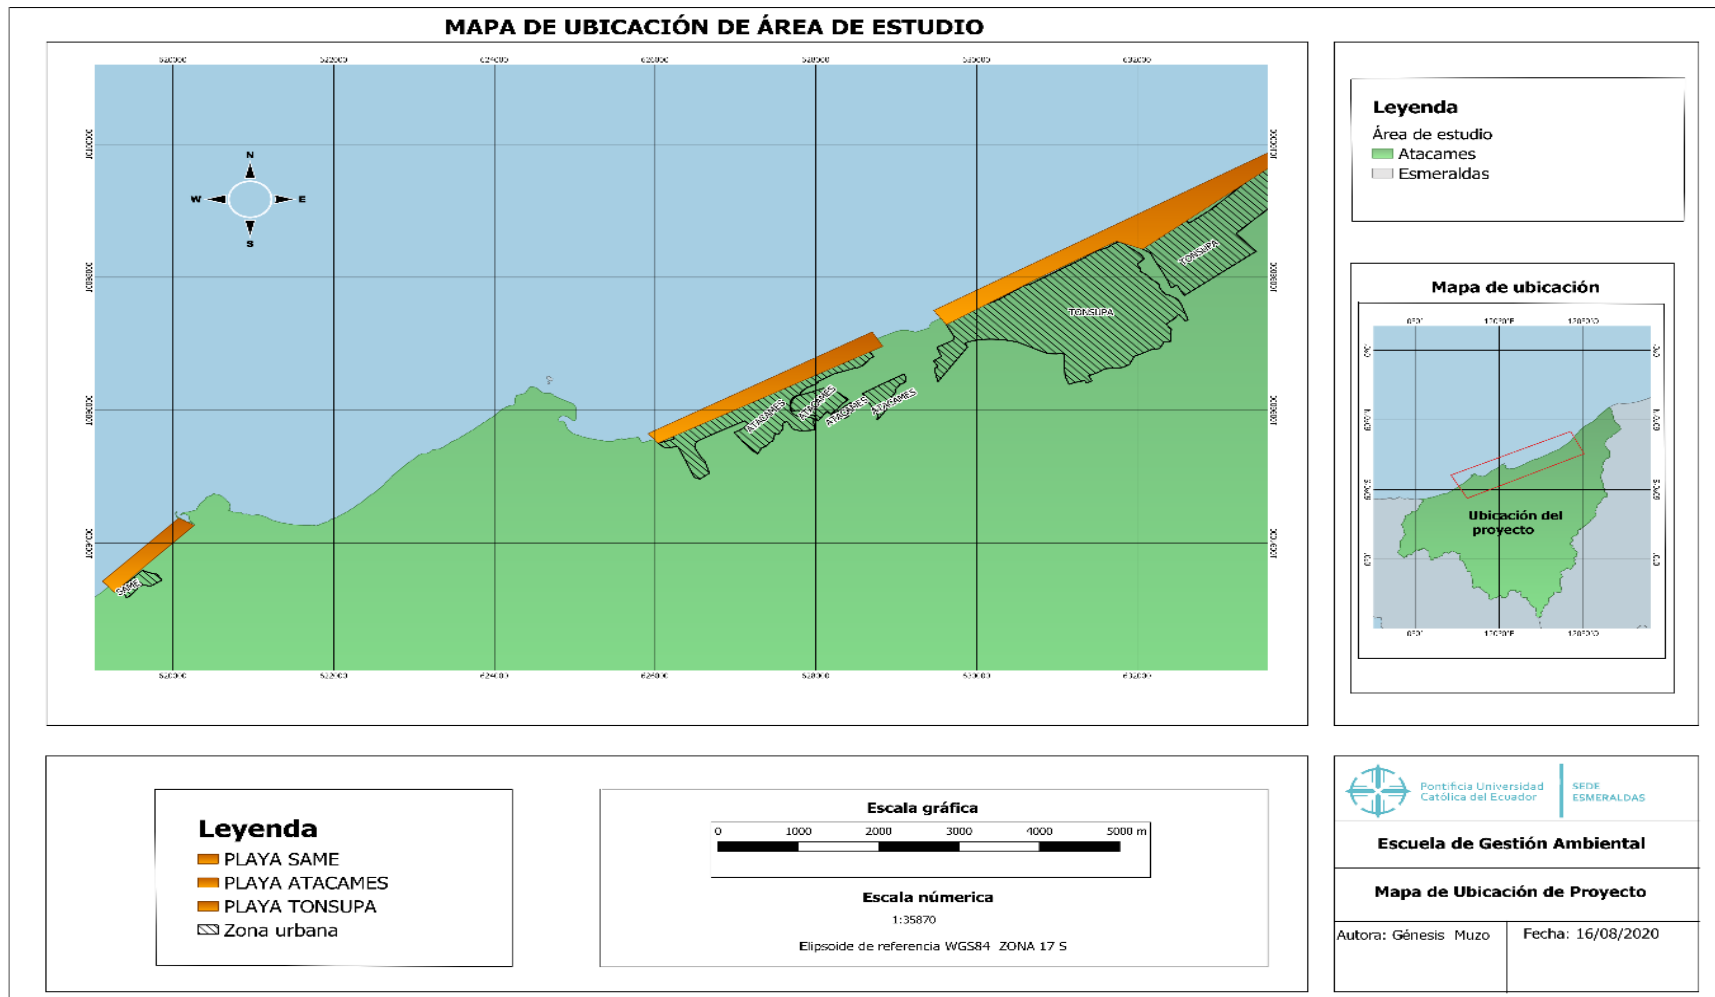 MAPA DE UBICACIÓN DE ÁREA DE ESTUDIO
N
W
E
S
TONSUPA
TONSUPA
ATACAMES
ATACAMES
ATACAMES
ATACAMES
SAME
Leyenda
Área de estudio
Atacames
Esmeraldas
Mapa de ubicación
Ubicación del
proyecto
Leyenda
PLAYA SAME
PLAYA ATACAMES
PLAYA TONSUPA
Zona urbana
Escala gráfica
0 1000 2000 3000 4000 5000 m
Escala númerica
1:35870
Elipsoide de referencia WGS84 ZONA 17 S
Pontificia Universidad
Católica del Ecuador
SEDE
ESMERALDAS
Escuela de Gestión Ambiental
Mapa de Ubicación de Proyecto
Autora: Génesis Muzo
Fecha: 16/08/2020